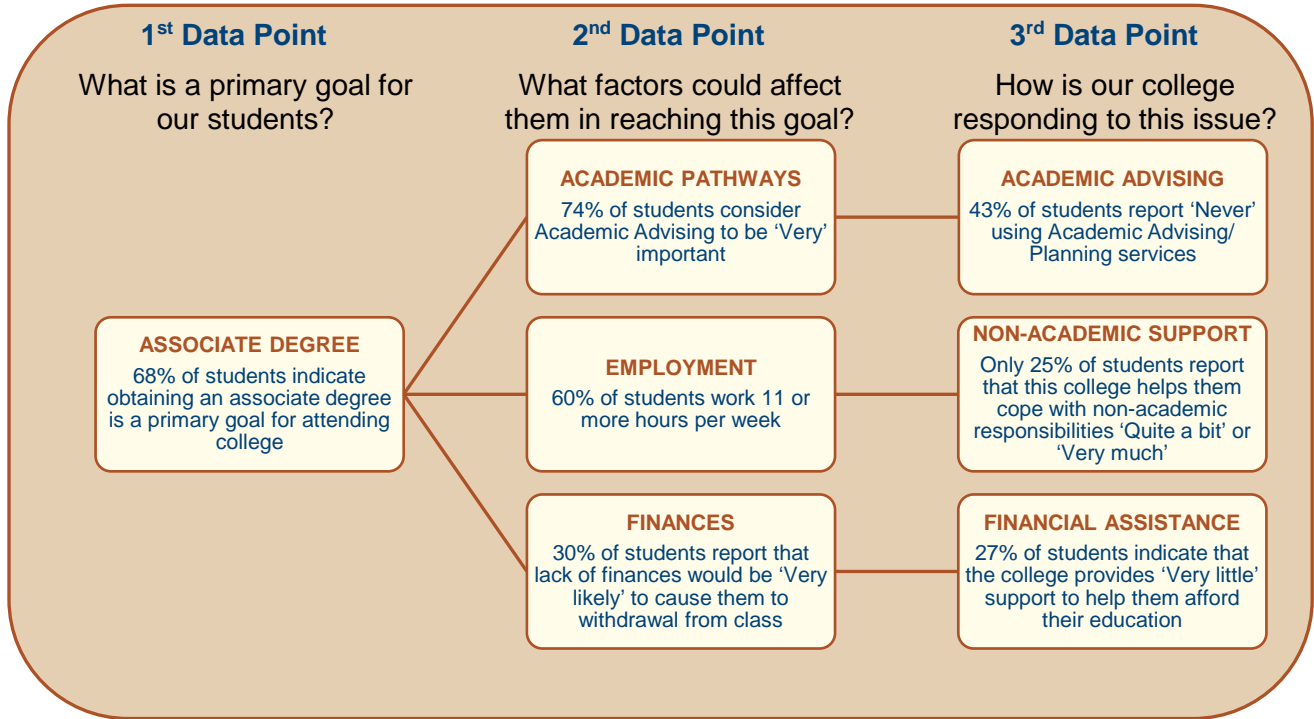 1st Data Point
What is a primary goal for
our students?
2nd Data Point
What factors could affect
them in reaching this goal?
3rd Data Point
How is our college
responding to this issue?
ASSOCIATE DEGREE
68% of students indicate
obtaining an associate degree
is a primary goal for attending
college
ACADEMIC PATHWAYS
74% of students consider
Academic Advising to be ‘Very’
important
ACADEMIC ADVISING
43% of students report ‘Never’
using Academic Advising/
Planning services
EMPLOYMENT
60% of students work 11 or
more hours per week
NON-ACADEMIC SUPPORT
Only 25% of students report
that this college helps them
cope with non-academic
responsibilities ‘Quite a bit’ or
‘Very much’
FINANCES
30% of students report that
lack of finances would be ‘Very
likely’ to cause them to
withdrawal from class
FINANCIAL ASSISTANCE
27% of students indicate that
the college provides ‘Very little’
support to help them afford
their education